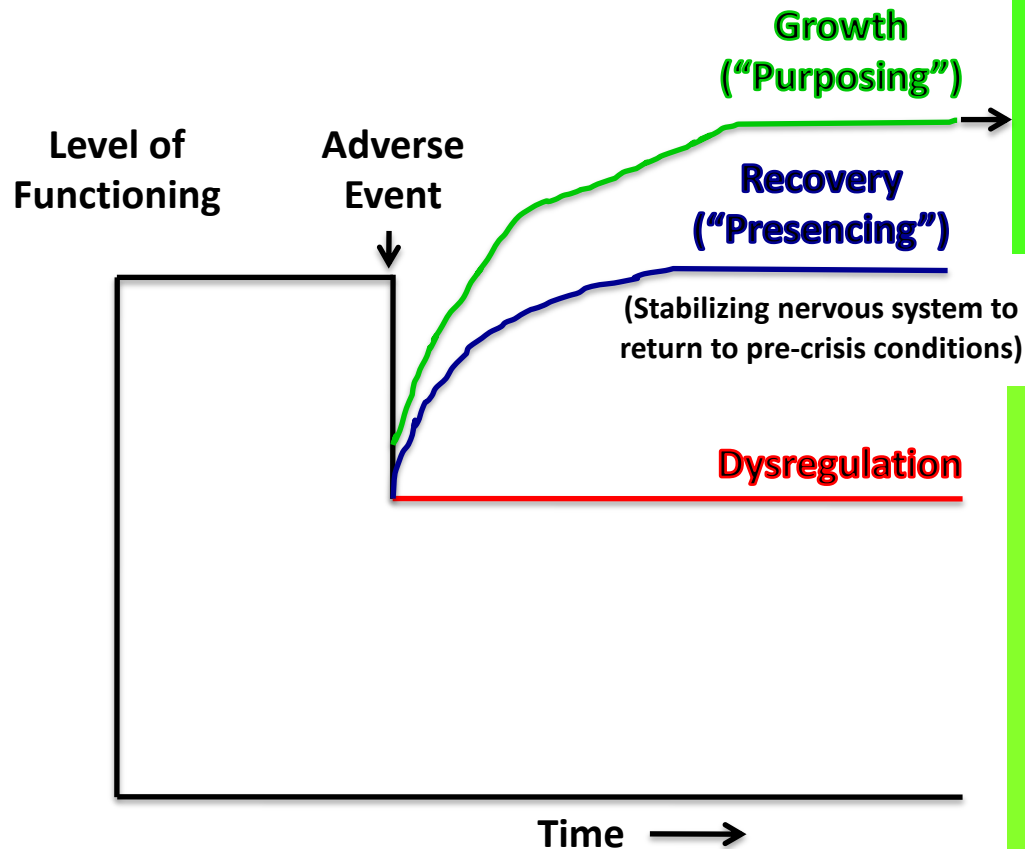 Growth
(“Purposing”)
Level of
Functioning
Adverse
Event
Recovery
(“Presencing”)
(Stabilizing nervous system to
return to pre-crisis conditions)
Dysregulation
Time